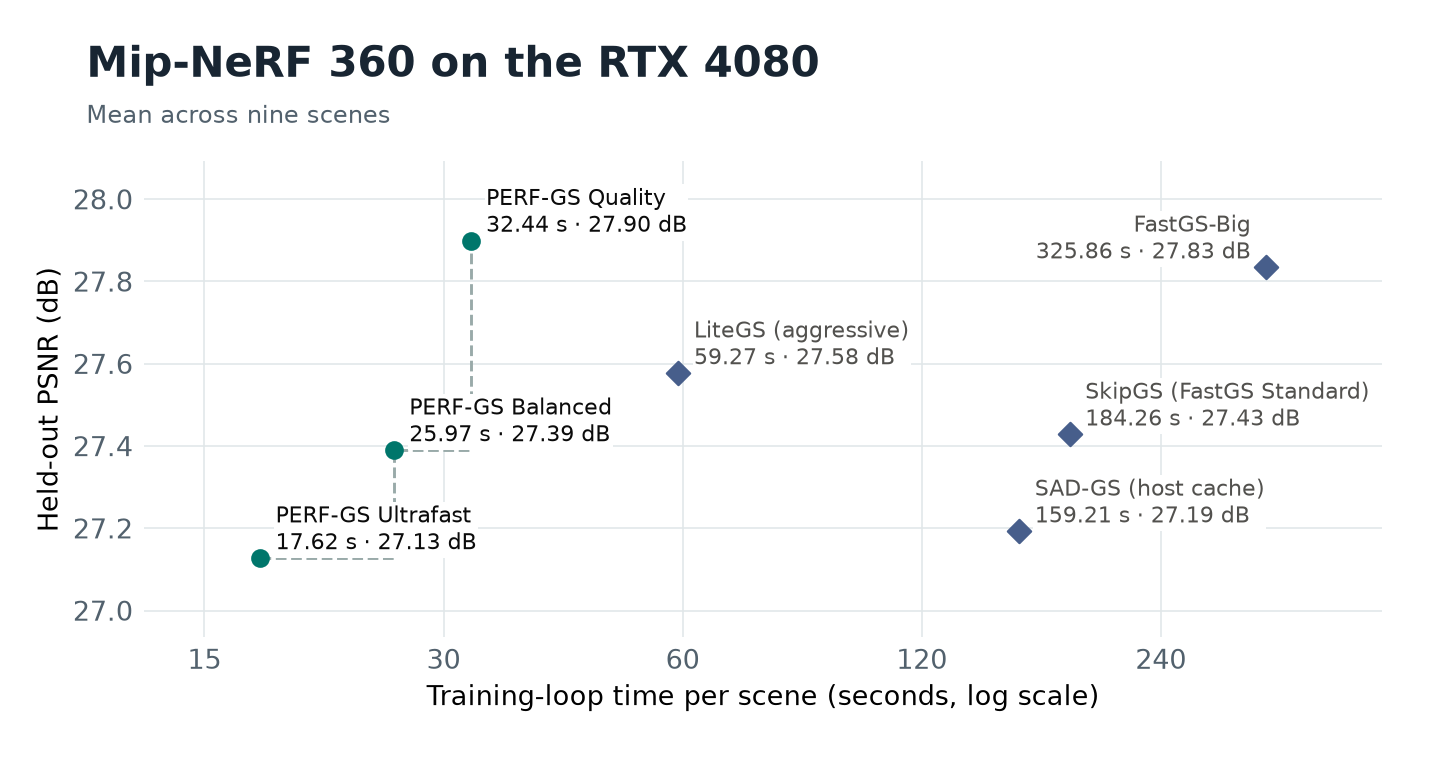 Mip-NeRF 360 on the RTX 4080
Mean across nine scenes
Held-out PSNR (dB)
28.0
27.8
27.6
27.4
27.2
27.0
PERF-GS Quality
32.44 s · 27.90 dB
FastGS-Big
325.86 s · 27.83 dB
LiteGS (aggressive)
59.27 s · 27.58 dB
SkipGS (FastGS Standard)
184.26 s · 27.43 dB
PERF-GS Balanced
25.97 s · 27.39 dB
SAD-GS (host cache)
159.21 s · 27.19 dB
PERF-GS Ultrafast
17.62 s · 27.13 dB
15
30
60
120
240
Training-loop time per scene (seconds, log scale)